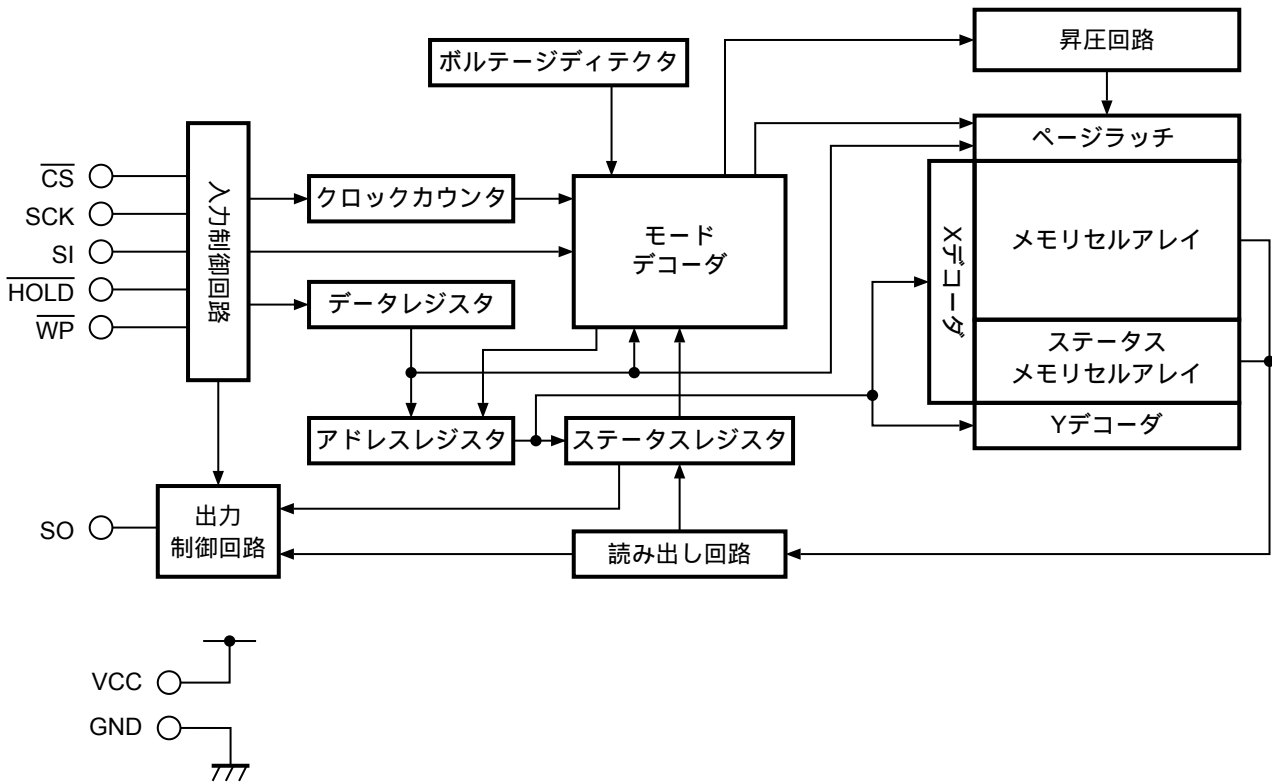 昇圧回路
ボルテージディテクタ
ページラッチ
C̅S̅
SCK
SI
H̅O̅L̅D̅
W̅P̅
入力制御回路
クロックカウンタ
モード
デコーダ
Xデコーダ
メモリセルアレイ
データレジスタ
ステータス
メモリセルアレイ
アドレスレジスタ
ステータスレジスタ
Yデコーダ
SO
出力
制御回路
読み出し回路
VCC
GND